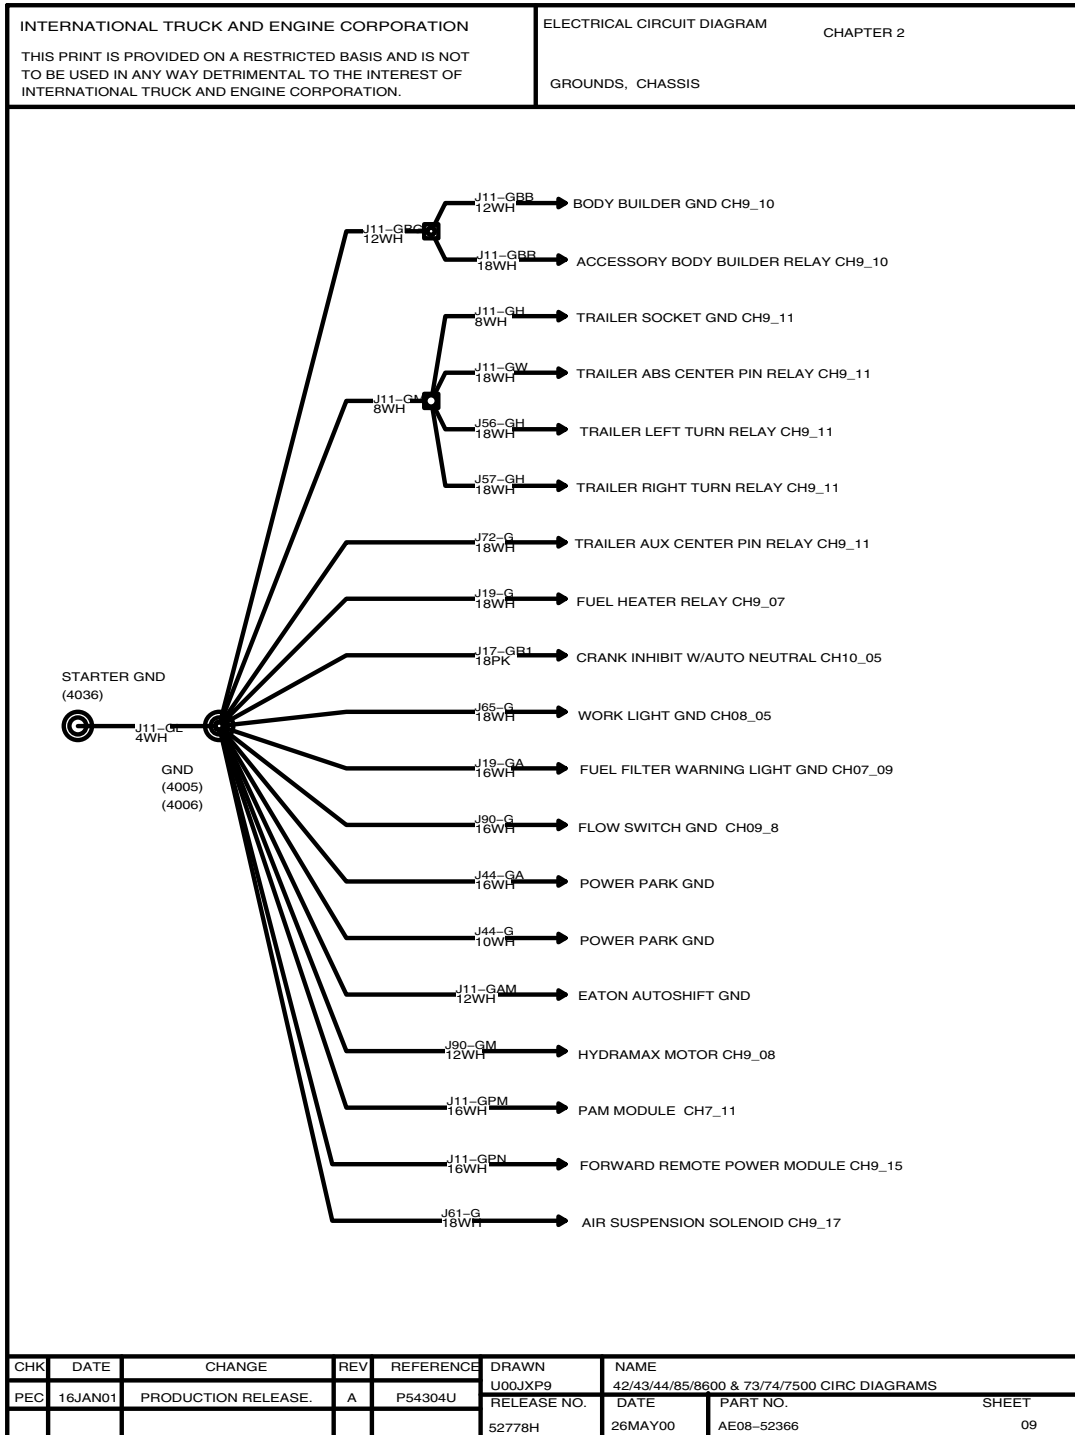 INTERNATIONAL TRUCK AND ENGINE CORPORATION
THIS PRINT IS PROVIDED ON A RESTRICTED BASIS AND IS NOT
TO BE USED IN ANY WAY DETRIMENTAL TO THE INTEREST OF
INTERNATIONAL TRUCK AND ENGINE CORPORATION.
ELECTRICAL CIRCUIT DIAGRAM
CHAPTER 2
GROUNDS, CHASSIS
J11-GBB
12WH
BODY BUILDER GND CH9_10
12WH
J11-GBR
18WH
ACCESSORY BODY BUILDER RELAY CH9_10
J11-GH
8WH
TRAILER SOCKET GND CH9_11
J11-GW
18WH
TRAILER ABS CENTER PIN RELAY CH9_11
J11-GM
8WH
J56-GH
18WH
TRAILER LEFT TURN RELAY CH9_11
J57-GH
18WH
TRAILER RIGHT TURN RELAY CH9_11
J72-G
18WH
TRAILER AUX CENTER PIN RELAY CH9_11
J19-G
18WH
FUEL HEATER RELAY CH9_07
J17-GR1
18PK
CRANK INHIBIT W/AUTO NEUTRAL CH10_05
STARTER GND
(4036)
J11-GL
4WH
GND
(4005)
(4006)
J65-G
18WH
WORK LIGHT GND CH08_05
J19-GA
16WH
FUEL FILTER WARNING LIGHT GND CH07_09
J90-G
16WH
FLOW SWITCH GND CH09_8
J44-GA
16WH
POWER PARK GND
J44-G
10WH
POWER PARK GND
J11-GAM
12WH
EATON AUTOSHIFT GND
J90-GM
12WH
HYDRAMAX MOTOR CH9_08
J11-GPM
16WH
PAM MODULE CH7_11
J11-GPN
16WH
FORWARD REMOTE POWER MODULE CH9_15
J61-G
18WH
AIR SUSPENSION SOLENOID CH9_17
CHK DATE CHANGE REV REFERENCE
PEC 16JAN01 PRODUCTION RELEASE. A P54304U
DRAWN
U00JXP9
NAME
42/43/44/85/8600 & 73/74/7500 CIRC DIAGRAMS
RELEASE NO.
52778H
DATE
26MAY00
PART NO.
AE08-52366
SHEET
09